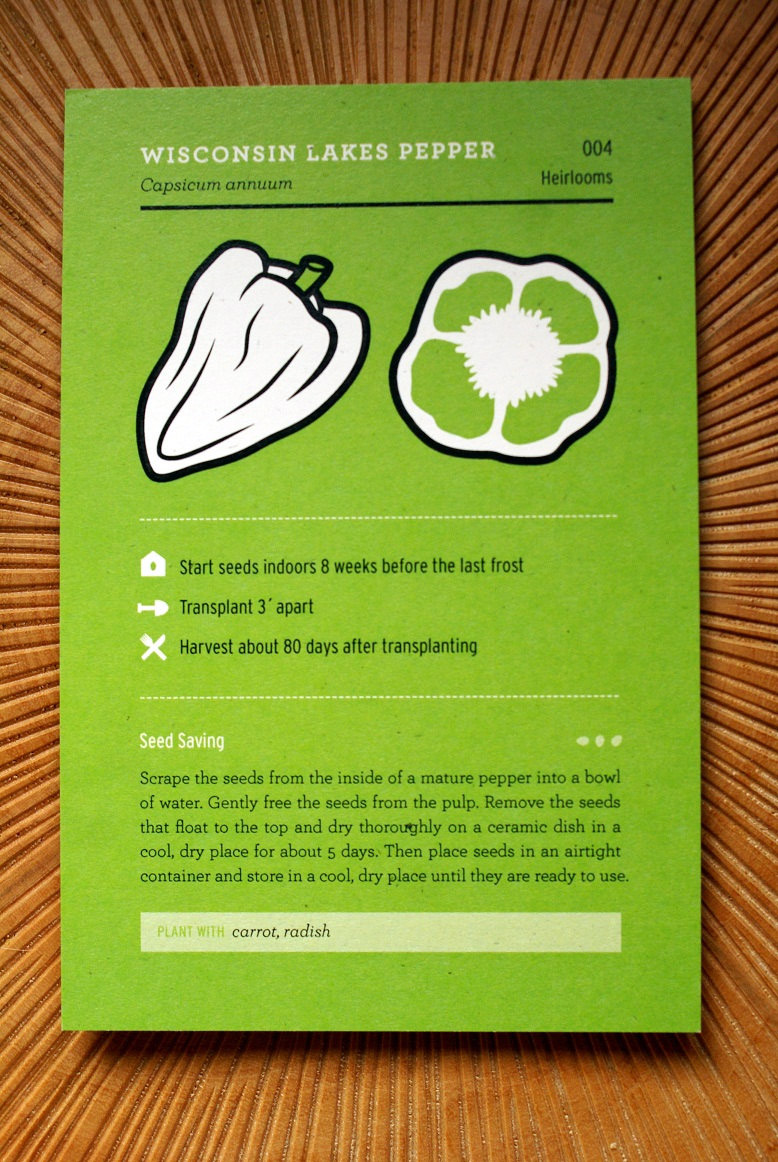 WISCONSIN LAKES PEPPER 004
Capsicum annuum Heirlooms
Start seeds indoors 8 weeks before the last frost
Transplant 3´ apart
Harvest about 80 days after transplanting
Seed Saving
Scrape the seeds from the inside of a mature pepper into a bowl
of water. Gently free the seeds from the pulp. Remove the seeds
that float to the top and dry thoroughly on a ceramic dish in a
cool, dry place for about 5 days. Then place seeds in an airtight
container and store in a cool, dry place until they are ready to use.
PLANT WITH carrot, radish